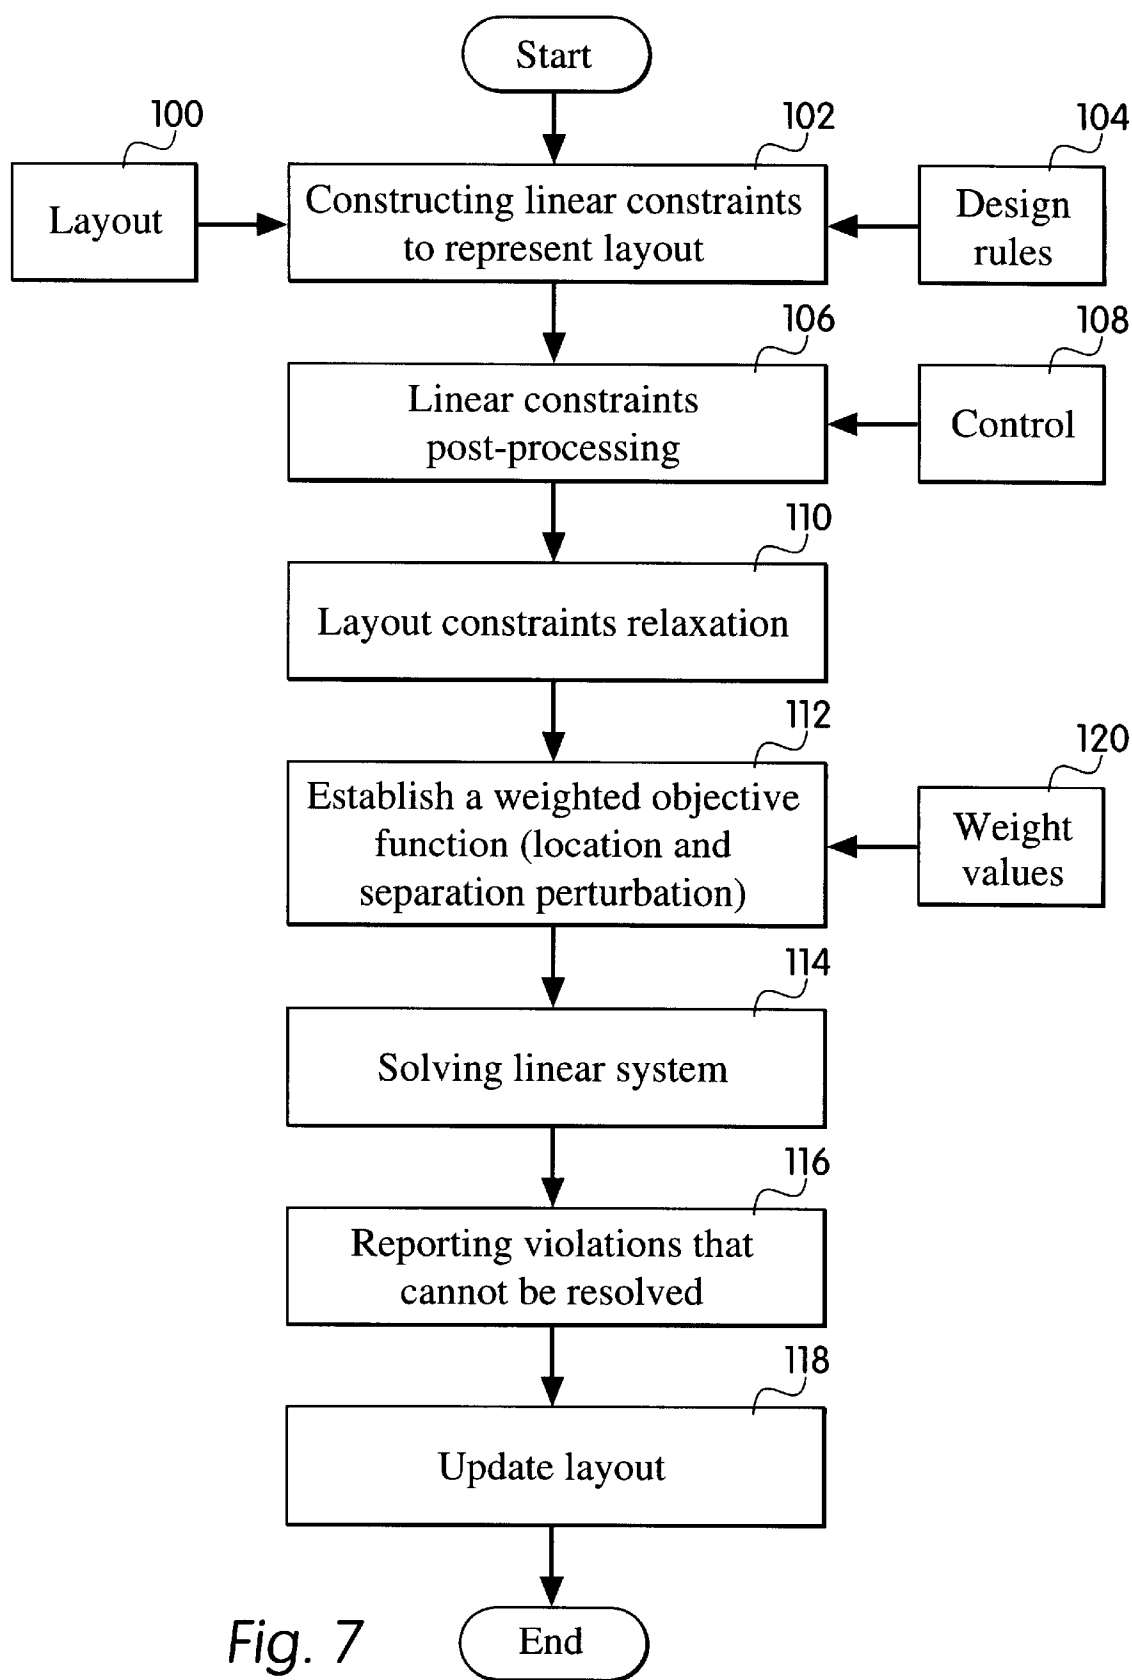 Start
100
102
104
Layout
Constructing linear constraints
to represent layout
Design
rules
106
108
Linear constraints
post-processing
Control
110
Layout constraints relaxation
112
120
Establish a weighted objective
function (location and
separation perturbation)
Weight
values
114
Solving linear system
116
Reporting violations that
cannot be resolved
118
Update layout
End
Fig. 7